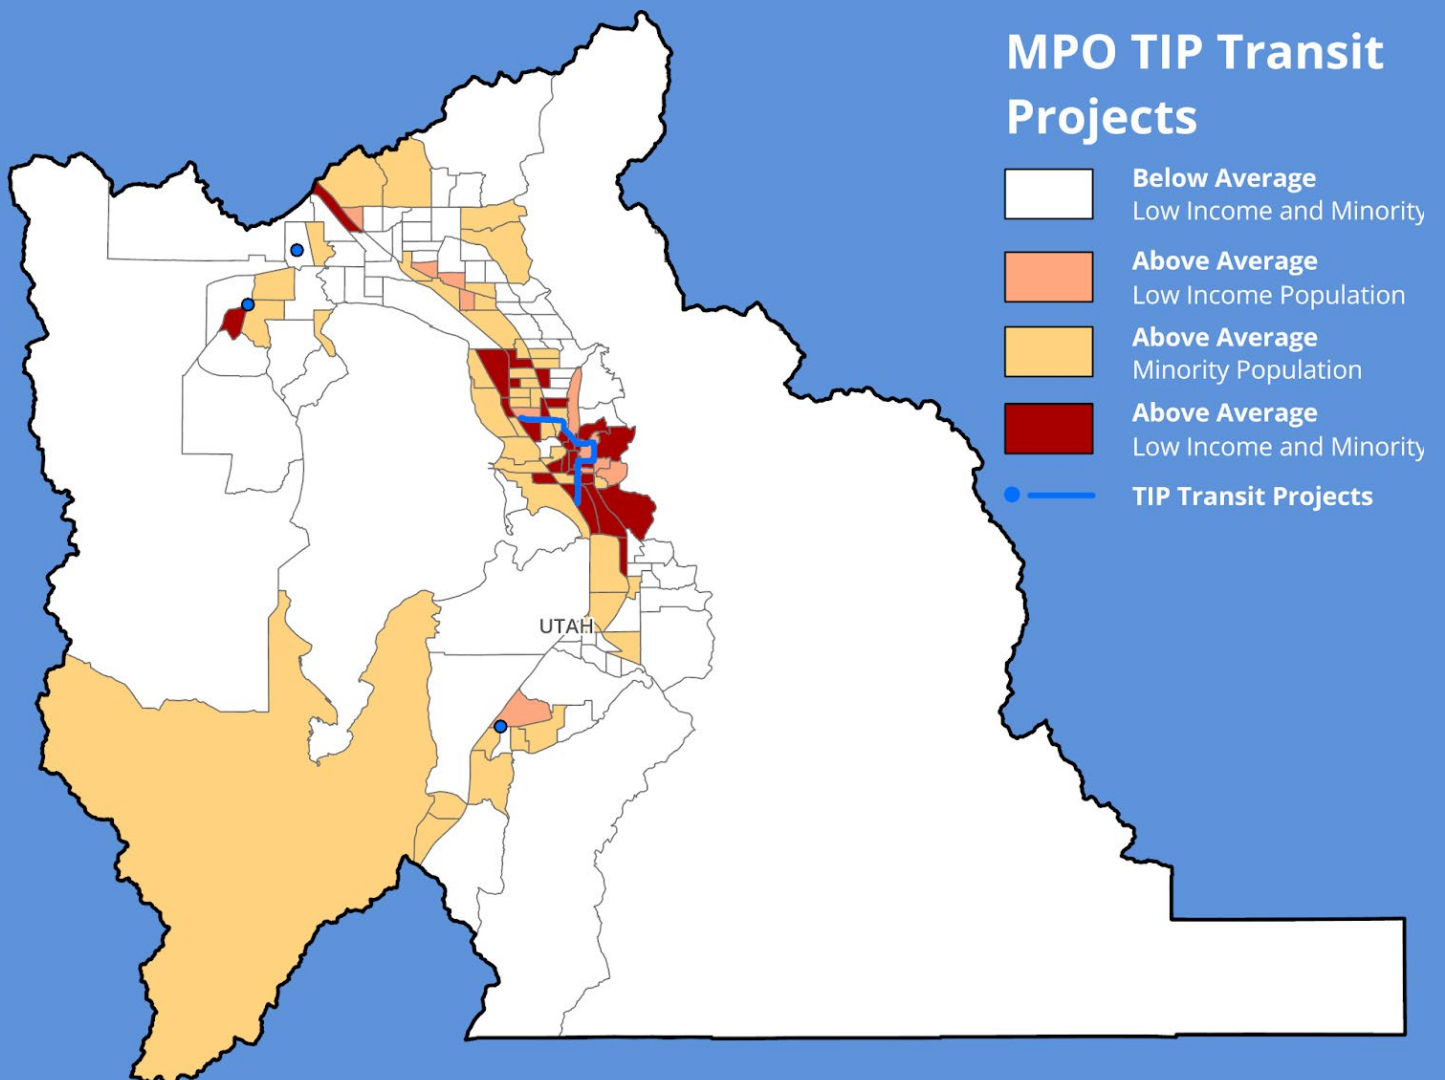 MPO TIP Transit
Projects
Below Average
Low Income and Minority
Above Average
Low Income Population
Above Average
Minority Population
Above Average
Low Income and Minority
TIP Transit Projects
UTAH